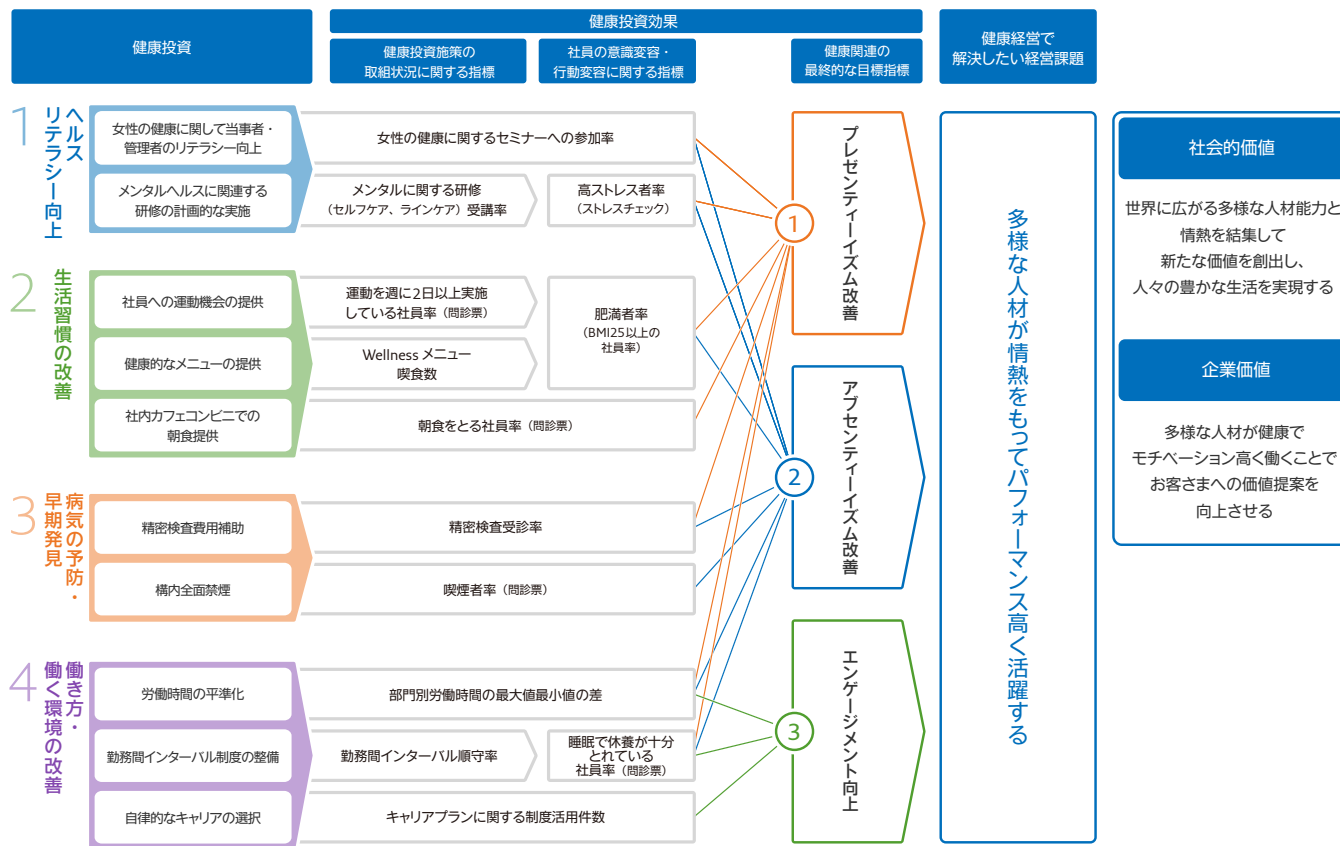 健康投資
健康投資効果
健康投資施策の
取組状況に関する指標
社員の意識変容・
行動変容に関する指標
健康関連の
最終的な目標指標
健康経営で
解決したい経営課題
1
ヘルス
リテラシー向上
女性の健康に関して当事者・
管理者のリテラシー向上
女性の健康に関するセミナーへの参加率
メンタルヘルスに関連する
研修の計画的な実施
メンタルに関する研修
(セルフケア、ラインケア)受講率
高ストレス者率
(ストレスチェック)
2
生活習慣の改善
社員への運動機会の提供
運動を週に2日以上実施
している社員率(問診票)
肥満者率
(BMI25以上の
社員率)
健康的なメニューの提供
Wellness メニュー
喫食数
社内カフェコンビニでの
朝食提供
朝食をとる社員率(問診票)
3
病気の予防・
早期発見
精密検査費用補助
精密検査受診率
構内全面禁煙
喫煙者率(問診票)
4
働き方・
働く環境の改善
労働時間の平準化
部門別労働時間の最大値最小値の差
勤務間インターバル制度の整備
勤務間インターバル順守率
睡眠で休養が十分
とれている
社員率(問診票)
自律的なキャリアの選択
キャリアプランに関する制度活用件数
1
プレゼンティーイズム改善
2
アブセンティーイズム改善
3
エンゲージメント向上
多様な人材が情熱をもってパフォーマンス高く活躍する
社会的価値
世界に広がる多様な人材能力と
情熱を結集して
新たな価値を創出し、
人々の豊かな生活を実現する
企業価値
多様な人材が健康で
モチベーション高く働くことで
お客さまへの価値提案を
向上させる